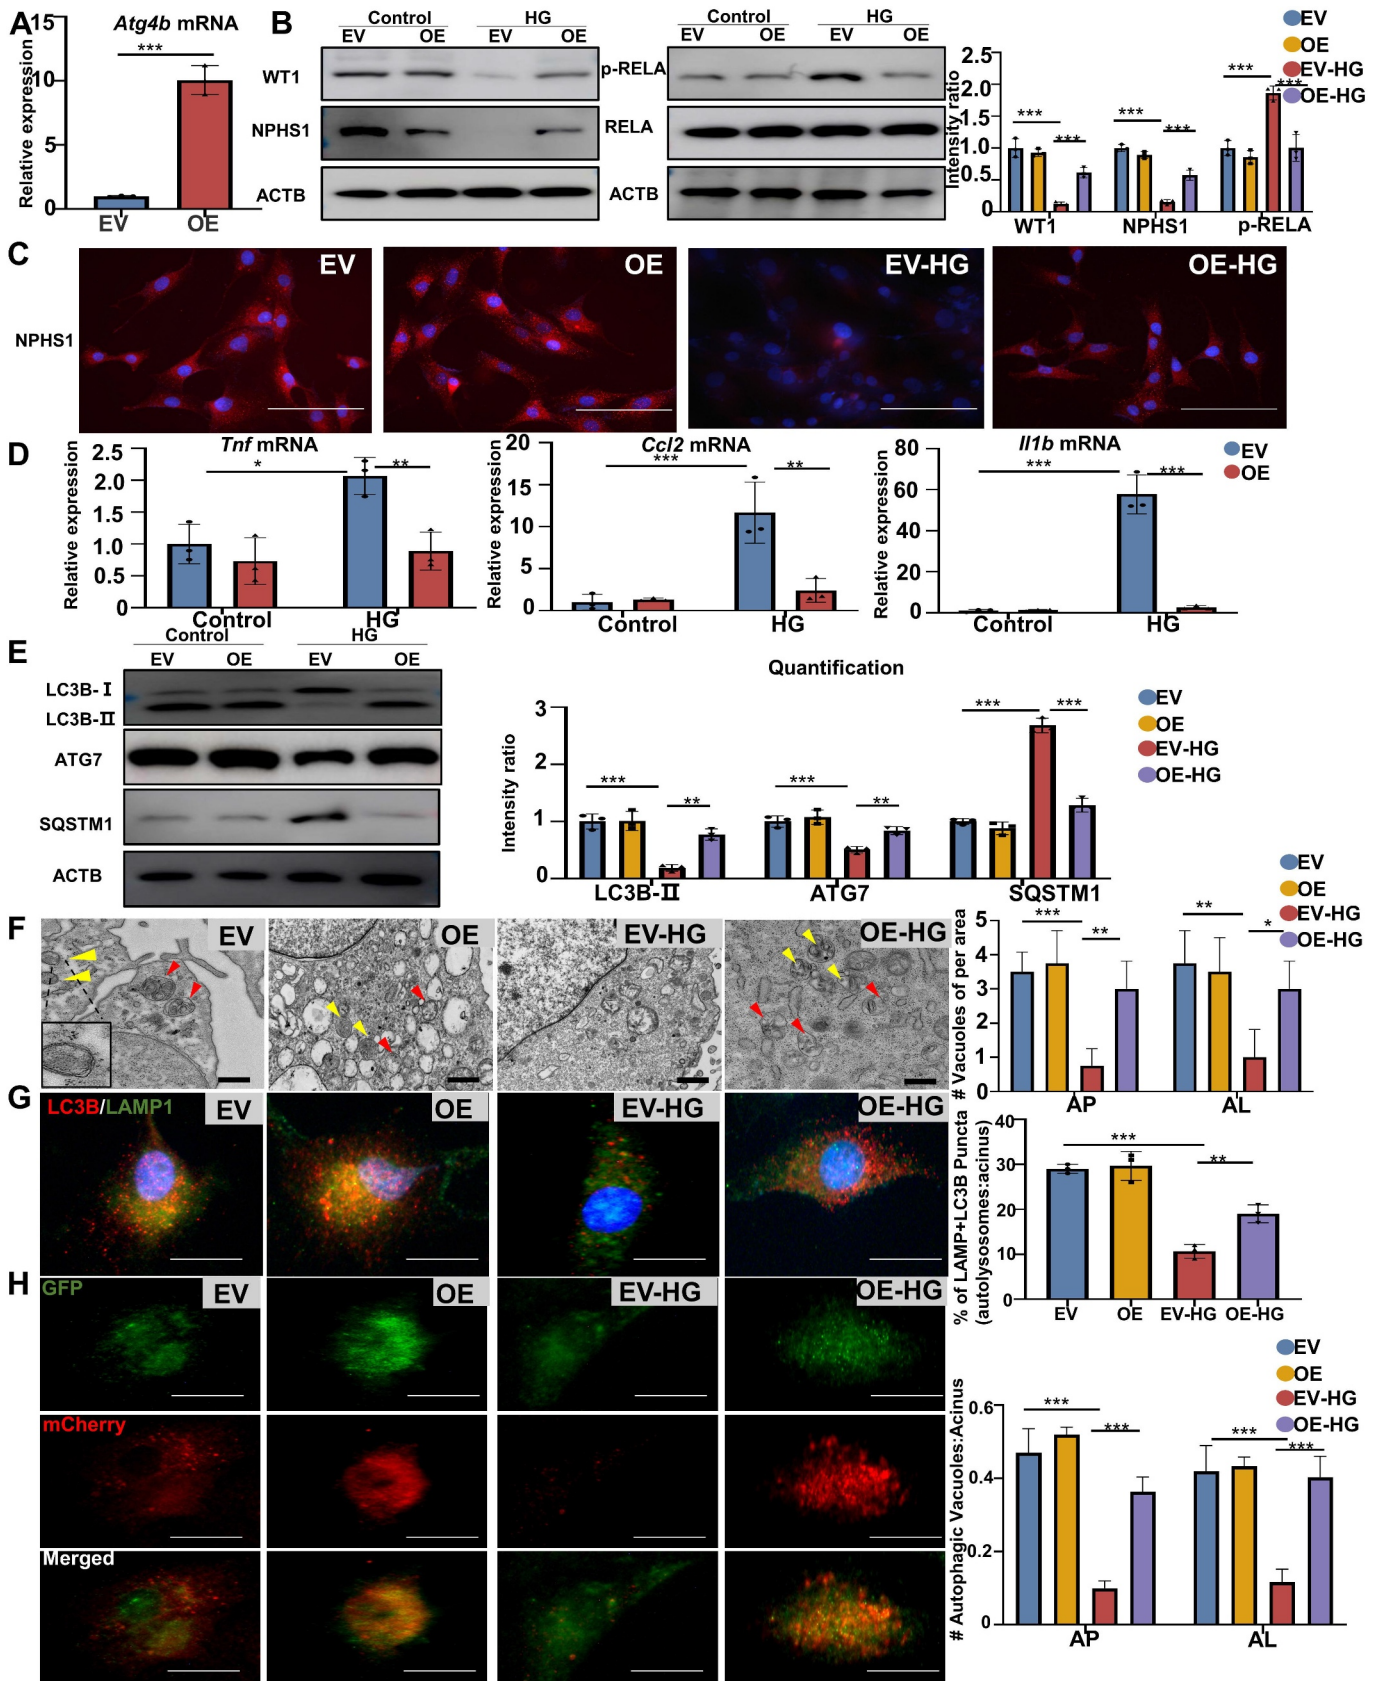 A
Atg4b mRNA
***
Relative expression
15
10
5
0
EV
OE
B
Control
HG
EV
OE
EV
OE
WT1
NPHS1
ACTB
Control
HG
EV
OE
EV
OE
p-RELA
RELA
ACTB
EV
OE
EV-HG
OE-HG
Intensity ratio
2.5
2.0
1.5
1.0
0.5
0
***
***
***
***
***
***
WT1
NPHS1
p-RELA
C
NPHS1
EV
OE
EV-HG
OE-HG
D
Tnf mRNA
Relative expression
2.5
2.0
1.5
1.0
0.5
0
*
**
Control
HG
Ccl2 mRNA
Relative expression
20
15
10
5
0
***
**
Control
HG
Il1b mRNA
Relative expression
80
60
40
20
0
***
***
Control
HG
EV
OE
E
Control
HG
EV
OE
EV
OE
LC3B-I
LC3B-II
ATG7
SQSTM1
ACTB
Quantification
Intensity ratio
3
2
1
0
***
**
***
**
***
***
LC3B-II
ATG7
SQSTM1
EV
OE
EV-HG
OE-HG
F
EV
OE
EV-HG
OE-HG
# Vacuoles of per area
5
4
3
2
1
0
***
**
**
*
AP
AL
EV
OE
EV-HG
OE-HG
G
LC3B/LAMP1
EV
OE
EV-HG
OE-HG
% of LAMP+LC3B Puncta
(autolysosomes:acinus)
40
30
20
10
0
***
**
EV
OE
EV-HG
OE-HG
H
GFP
EV
OE
EV-HG
OE-HG
mCherry
Merged
# Autophagic Vacuoles:Acinus
0.6
0.4
0.2
0
***
***
***
***
AP
AL
EV
OE
EV-HG
OE-HG